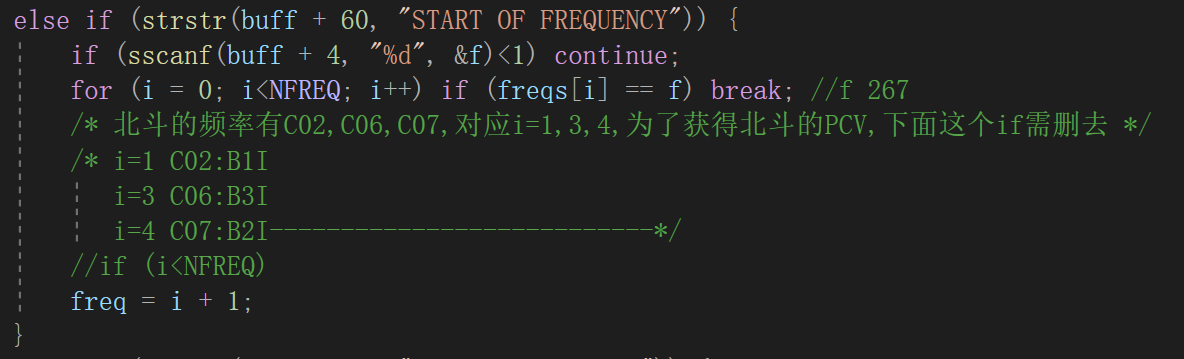 else if (strstr(buff + 60, "START OF FREQUENCY")) {
if (sscanf(buff + 4, "%d", &f)<1) continue;
for (i = 0; i<NFREQ; i++) if (freqs[i] == f) break; //f 267
/* 北斗的频率有C02,C06,C07,对应i=1,3,4,为了获得北斗的PCV,下面这个if需删去 */
/* i=1 C02:B1I
i=3 C06:B3I
i=4 C07:B2I---------------------------*/
//if (i<NFREQ)
freq = i + 1;
}